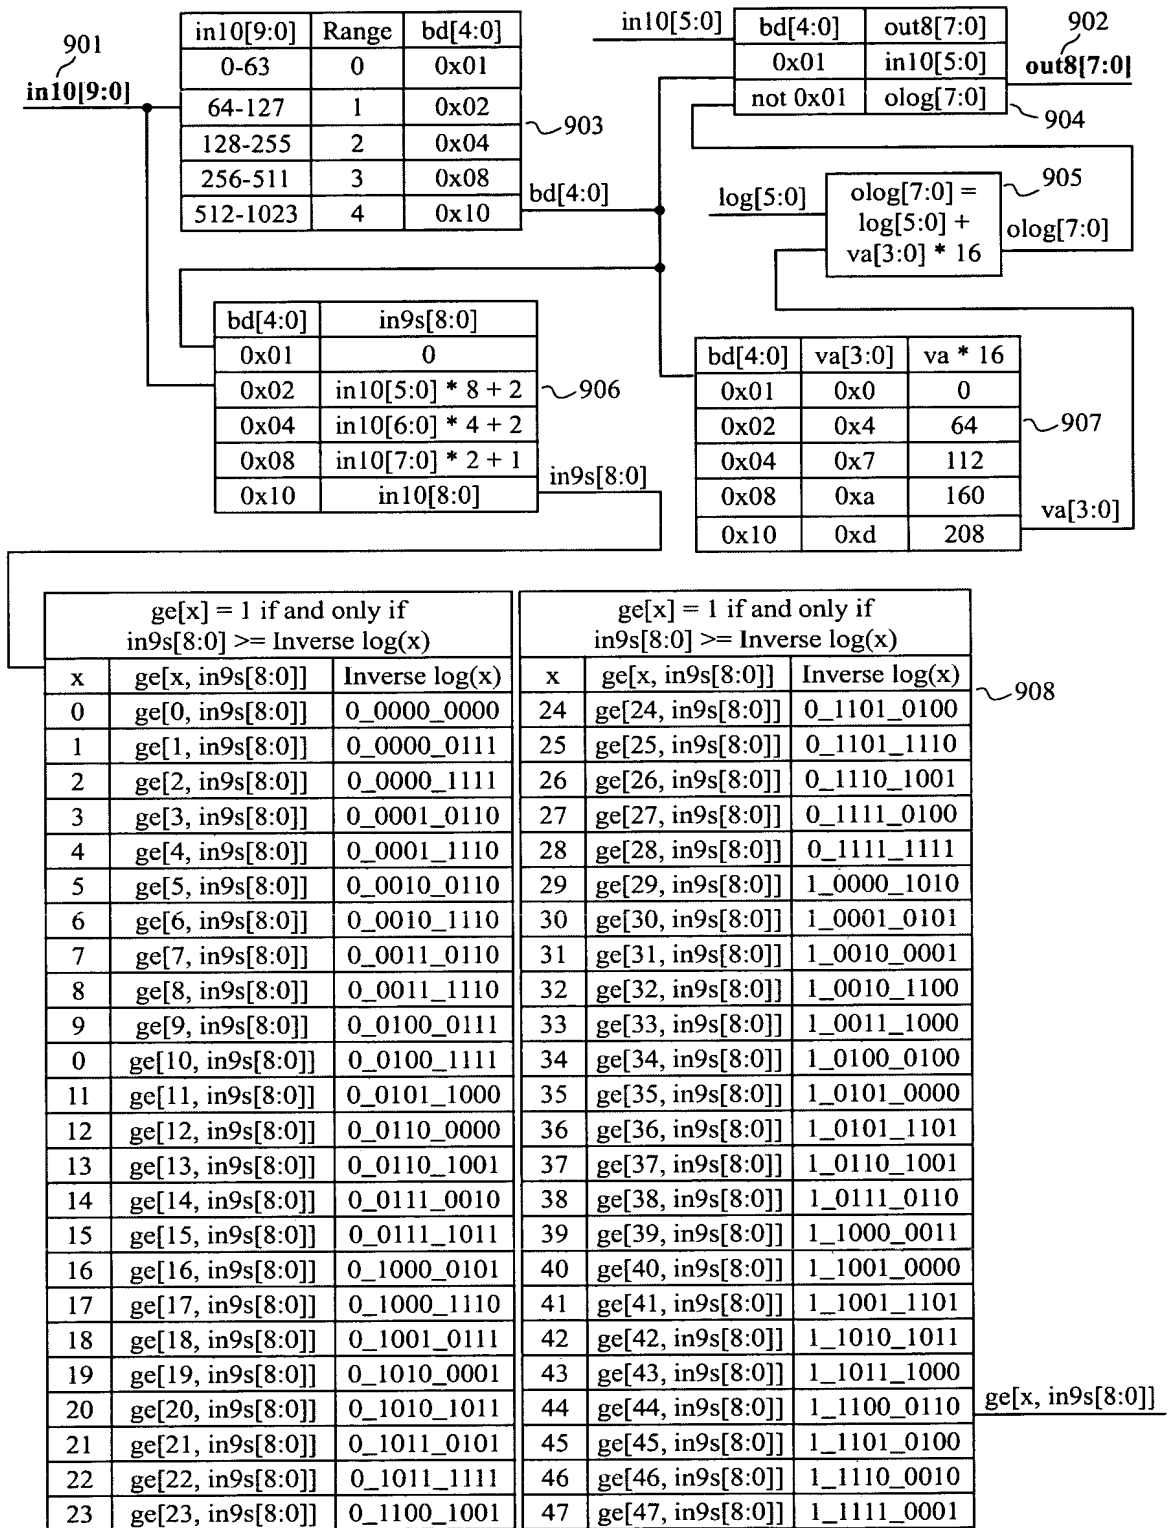 901
in10[9:0]
in10[9:0] Range bd[4:0]
0-63 0 0x01
64-127 1 0x02
128-255 2 0x04
256-511 3 0x08
512-1023 4 0x10
903
bd[4:0]
in10[5:0]
bd[4:0] out8[7:0]
0x01 in10[5:0]
not 0x01 olog[7:0]
902
out8[7:0]
904
log[5:0]
olog[7:0] =
log[5:0] +
va[3:0] * 16
905
olog[7:0]
bd[4:0] in9s[8:0]
0x01 0
0x02 in10[5:0] * 8 + 2
0x04 in10[6:0] * 4 + 2
0x08 in10[7:0] * 2 + 1
0x10 in10[8:0]
906
in9s[8:0]
bd[4:0] va[3:0] va * 16
0x01 0x0 0
0x02 0x4 64
0x04 0x7 112
0x08 0xa 160
0x10 0xd 208
907
va[3:0]
ge[x] = 1 if and only if
in9s[8:0] >= Inverse log(x)
x ge[x, in9s[8:0]] Inverse log(x)
0 ge[0, in9s[8:0]] 0_0000_0000
1 ge[1, in9s[8:0]] 0_0000_0111
2 ge[2, in9s[8:0]] 0_0000_1111
3 ge[3, in9s[8:0]] 0_0001_0110
4 ge[4, in9s[8:0]] 0_0001_1110
5 ge[5, in9s[8:0]] 0_0010_0110
6 ge[6, in9s[8:0]] 0_0010_1110
7 ge[7, in9s[8:0]] 0_0011_0110
8 ge[8, in9s[8:0]] 0_0011_1110
9 ge[9, in9s[8:0]] 0_0100_0111
0 ge[10, in9s[8:0]] 0_0100_1111
11 ge[11, in9s[8:0]] 0_0101_1000
12 ge[12, in9s[8:0]] 0_0110_0000
13 ge[13, in9s[8:0]] 0_0110_1001
14 ge[14, in9s[8:0]] 0_0111_0010
15 ge[15, in9s[8:0]] 0_0111_1011
16 ge[16, in9s[8:0]] 0_1000_0101
17 ge[17, in9s[8:0]] 0_1000_1110
18 ge[18, in9s[8:0]] 0_1001_0111
19 ge[19, in9s[8:0]] 0_1010_0001
20 ge[20, in9s[8:0]] 0_1010_1011
21 ge[21, in9s[8:0]] 0_1011_0101
22 ge[22, in9s[8:0]] 0_1011_1111
23 ge[23, in9s[8:0]] 0_1100_1001
ge[x] = 1 if and only if
in9s[8:0] >= Inverse log(x)
x ge[x, in9s[8:0]] Inverse log(x)
908
24 ge[24, in9s[8:0]] 0_1101_0100
25 ge[25, in9s[8:0]] 0_1101_1110
26 ge[26, in9s[8:0]] 0_1110_1001
27 ge[27, in9s[8:0]] 0_1111_0100
28 ge[28, in9s[8:0]] 0_1111_1111
29 ge[29, in9s[8:0]] 1_0000_1010
30 ge[30, in9s[8:0]] 1_0001_0101
31 ge[31, in9s[8:0]] 1_0010_0001
32 ge[32, in9s[8:0]] 1_0010_1100
33 ge[33, in9s[8:0]] 1_0011_1000
34 ge[34, in9s[8:0]] 1_0100_0100
35 ge[35, in9s[8:0]] 1_0101_0000
36 ge[36, in9s[8:0]] 1_0101_1101
37 ge[37, in9s[8:0]] 1_0110_1001
38 ge[38, in9s[8:0]] 1_0111_0110
39 ge[39, in9s[8:0]] 1_1000_0011
40 ge[40, in9s[8:0]] 1_1001_0000
41 ge[41, in9s[8:0]] 1_1001_1101
42 ge[42, in9s[8:0]] 1_1010_1011
43 ge[43, in9s[8:0]] 1_1011_1000
44 ge[44, in9s[8:0]] 1_1100_0110
45 ge[45, in9s[8:0]] 1_1101_0100
46 ge[46, in9s[8:0]] 1_1110_0010
47 ge[47, in9s[8:0]] 1_1111_0001
ge[x, in9s[8:0]]